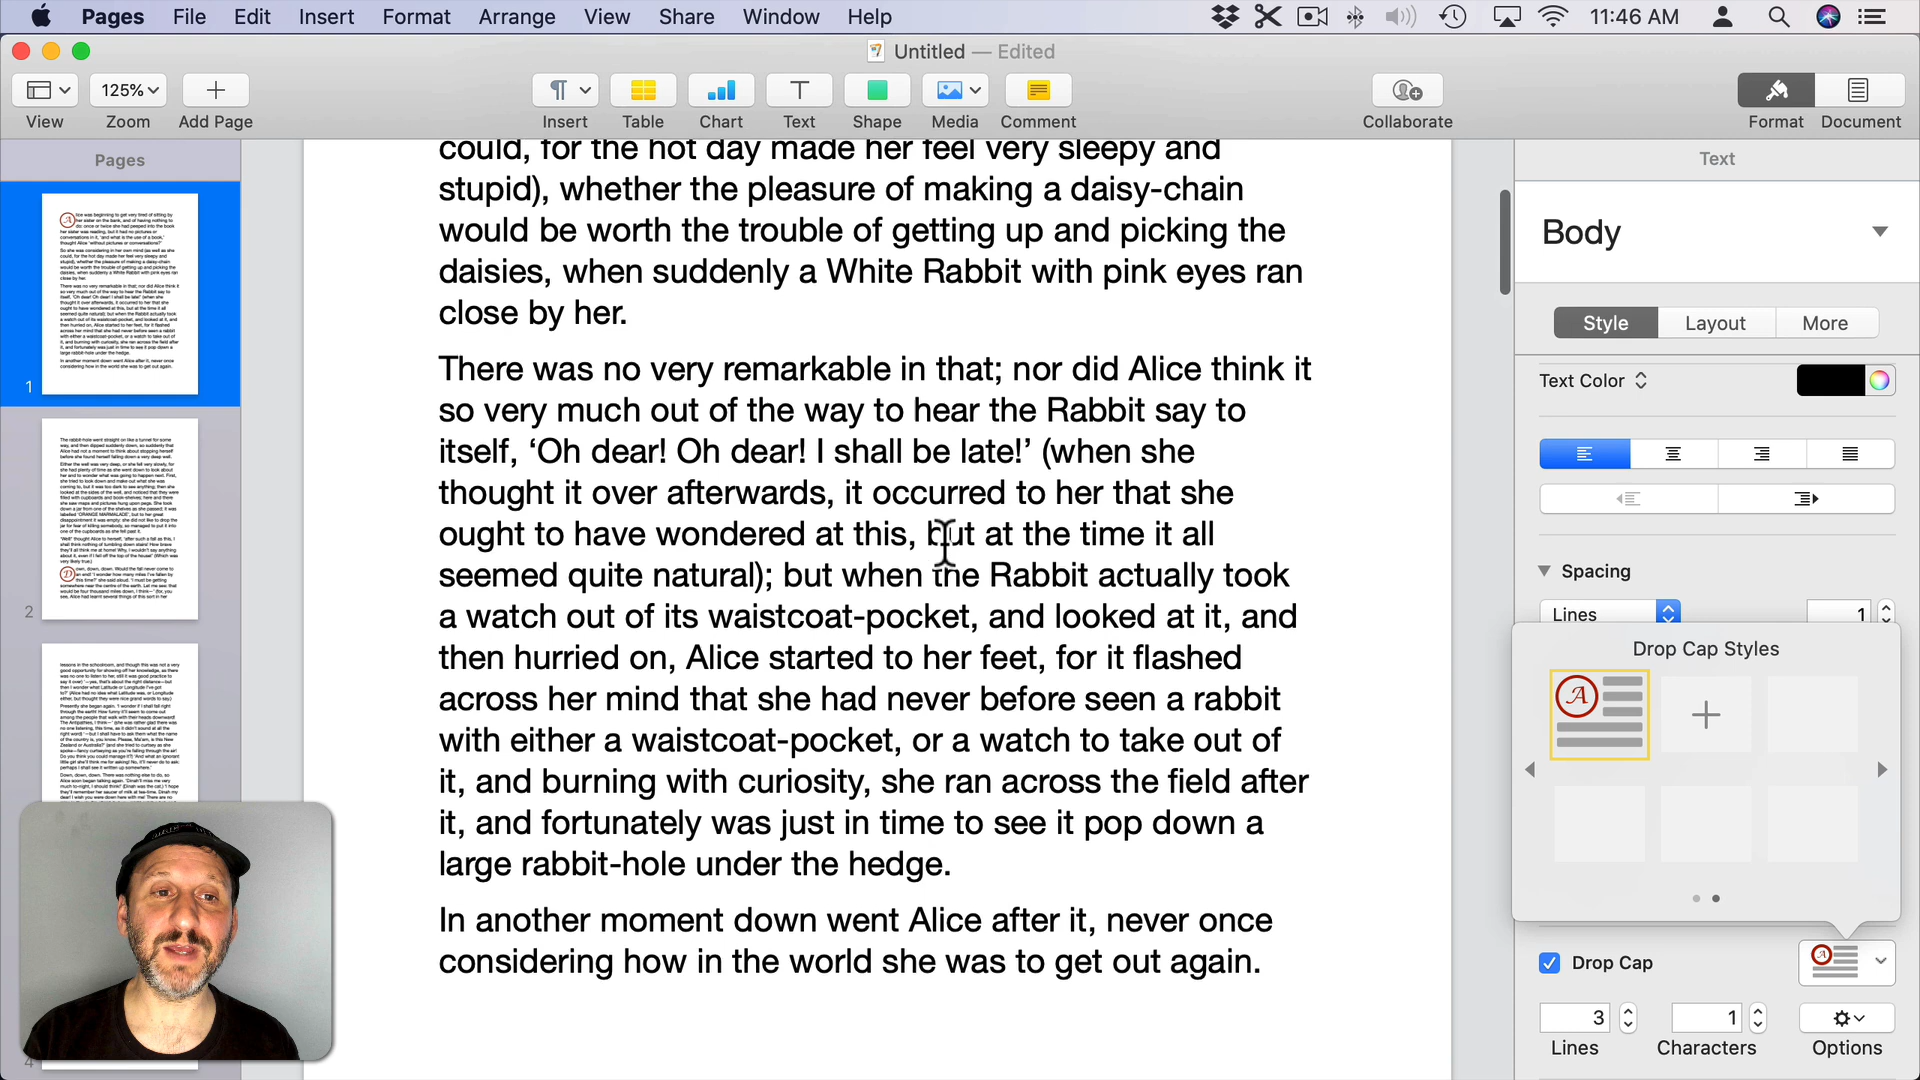 Pages File Edit Insert Format Arrange View Share Window Help 11:46 AM
Untitled — Edited
125%
View Zoom Add Page Insert Table Chart Text Shape Media Comment Collaborate Format Document
Pages
1
2
4
could, for the hot day made her feel very sleepy and
stupid), whether the pleasure of making a daisy-chain
would be worth the trouble of getting up and picking the
daisies, when suddenly a White Rabbit with pink eyes ran
close by her.
There was no very remarkable in that; nor did Alice think it
so very much out of the way to hear the Rabbit say to
itself, ‘Oh dear! Oh dear! I shall be late!’ (when she
thought it over afterwards, it occurred to her that she
ought to have wondered at this, but at the time it all
seemed quite natural); but when the Rabbit actually took
a watch out of its waistcoat-pocket, and looked at it, and
then hurried on, Alice started to her feet, for it flashed
across her mind that she had never before seen a rabbit
with either a waistcoat-pocket, or a watch to take out of
it, and burning with curiosity, she ran across the field after
it, and fortunately was just in time to see it pop down a
large rabbit-hole under the hedge.
In another moment down went Alice after it, never once
considering how in the world she was to get out again.
Text
Body
Style Layout More
Text Color
Spacing
Lines 1
Drop Cap Styles
A
Drop Cap
A
3 1
Lines Characters Options